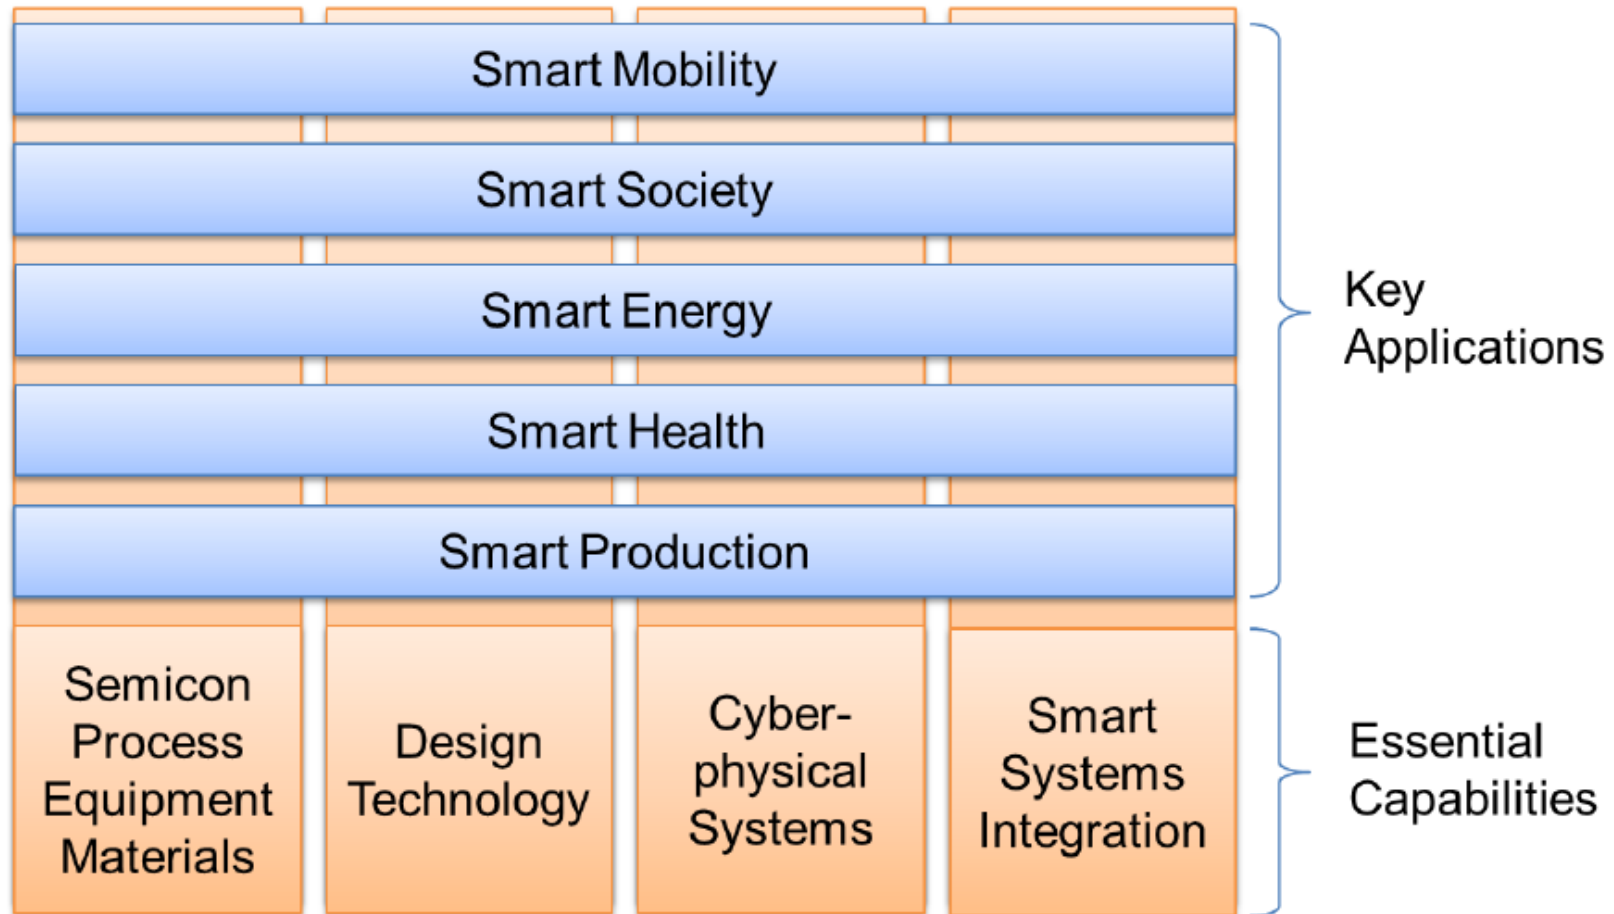 Smart Mobility
Smart Society
Smart Energy
Smart Health
Smart Production
Key
Applications
Semicon
Process
Equipment
Materials
Design
Technology
Cyber-
physical
Systems
Smart
Systems
Integration
Essential
Capabilities